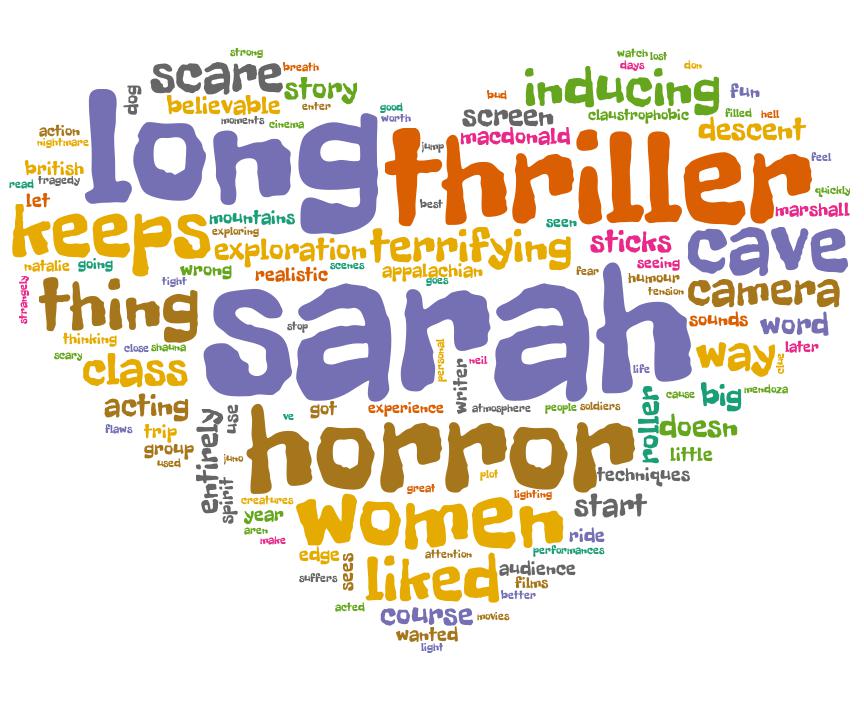 strong
watch
lost
scare
breath
days
don
dog
story
inducing
fun
believable
enter
bud
good
worth
screen
claustrophobic
filled
hell
moments
cinema
long
thriller
macdonald
descent
action
nightmare
jump
feel
british
tragedy
read
best
quickly
let
keeps
mountains
exploring
seen
marshall
exploration
terrifying
sticks
cave
natalie
going
wrong
realistic
scenes
appalachian
goes
fear
seeing
humour
tension
camera
strangely
thing
tight
sarah
stop
sounds
word
thinking
close
shauna
scary
class
personal
neil
writer
life
way
clue
later
acting
entirely
use
ve
got
experience
atmosphere
people
soldiers
roller
cause
big
mendoza
flaws
trip
group
used
juno
horror
doesn
little
spirit
plot
techniques
creatures
great
lighting
start
year
aren
make
women
ride
edge
sees
attention
performances
suffers
liked
audience
films
better
acted
course
movies
wanted
light